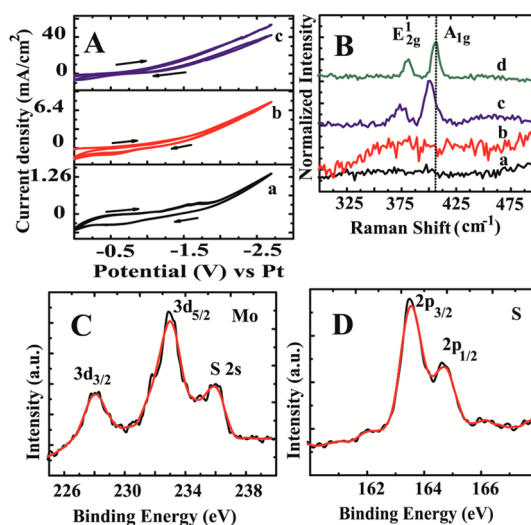 A
c
43
0
b
6.4
0
a
1.26
0
-0.5 -1.5 -2.5
Potential (V) vs Pt
Current density (mA/cm²)
B
E¹₂g A₁g
d
c
b
a
325 375 425 475
Raman Shift (cm⁻¹)
Normalized Intensity
C
Mo
3d₃/₂
3d₅/₂
S 2s
226 230 234 238
Binding Energy (eV)
Intensity (a.u.)
D
S
2p₃/₂
2p₁/₂
162 164 166
Binding Energy (eV)
Intensity (a.u.)